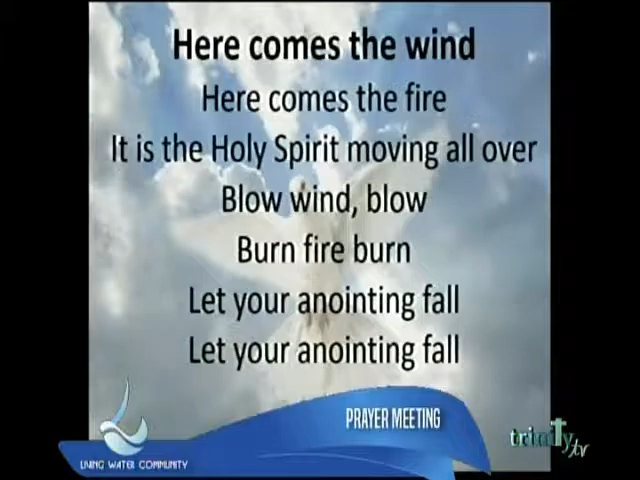 Here comes the wind
Here comes the fire
It is the Holy Spirit moving all over
Blow wind, blow
Burn fire burn
Let your anointing fall
Let your anointing fall
PRAYER MEETING
LIVING WATER COMMUNITY
trinity.tv